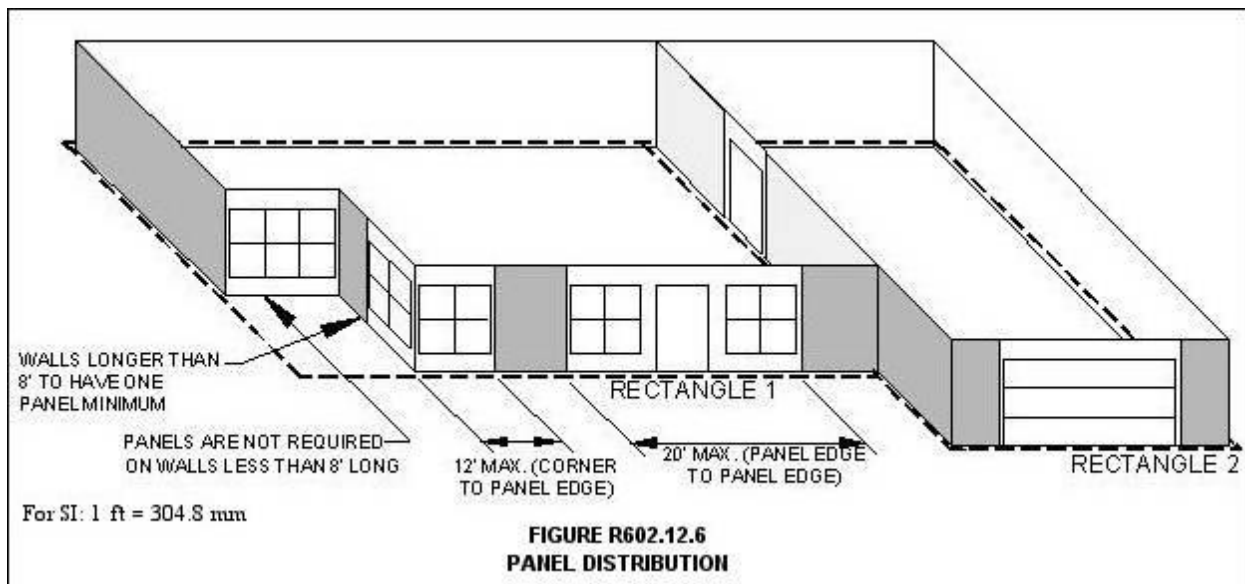 WALLS LONGER THAN
8' TO HAVE ONE
PANEL MINIMUM
PANELS ARE NOT REQUIRED
ON WALLS LESS THAN 8' LONG
12' MAX. (CORNER
TO PANEL EDGE)
20' MAX. (PANEL EDGE
TO PANEL EDGE)
RECTANGLE 1
RECTANGLE 2
For SI: 1 ft = 304.8 mm
FIGURE R602.12.6
PANEL DISTRIBUTION